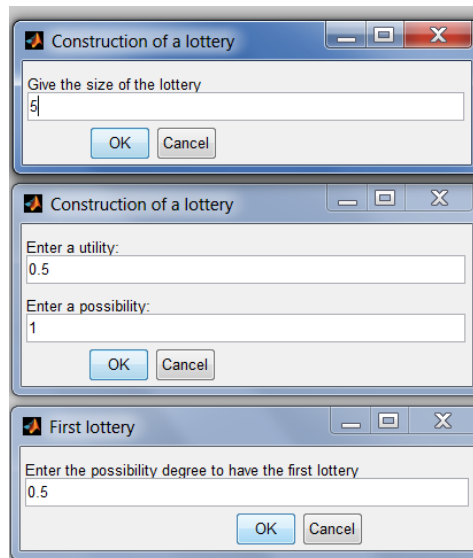 Construction of a lottery
Give the size of the lottery
5
OK Cancel
Construction of a lottery
Enter a utility:
0.5
Enter a possibility:
1
OK Cancel
First lottery
Enter the possibility degree to have the first lottery
0.5
OK Cancel